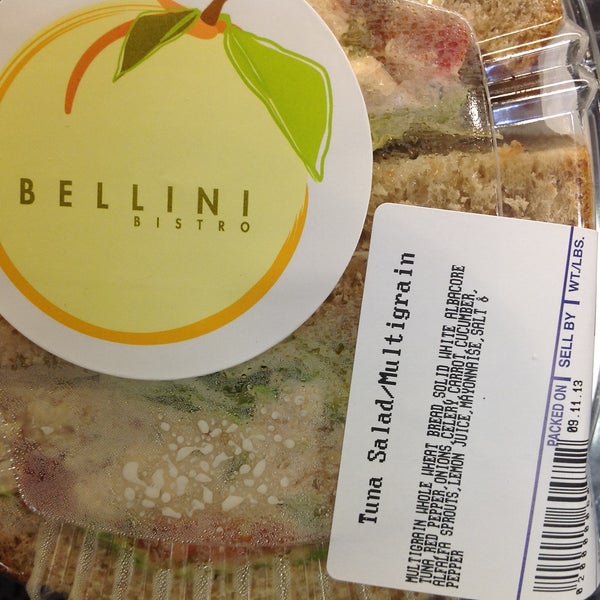 BELLINI
BISTRO
Tuna Salad/Multigrain
MULTIGRAIN WHOLE WHEAT BREAD,SOLID WHITE ALBACORE
TUNA,RED PEPPER,ONIONS,CELERY,CARROT,CUCUMBER,
ALFALFA SPROUTS,LEMON JUICE,MAYONNAISE,SALT &
PEPPER
PACKED ON SELL BY WT./LBS.
09.11.13